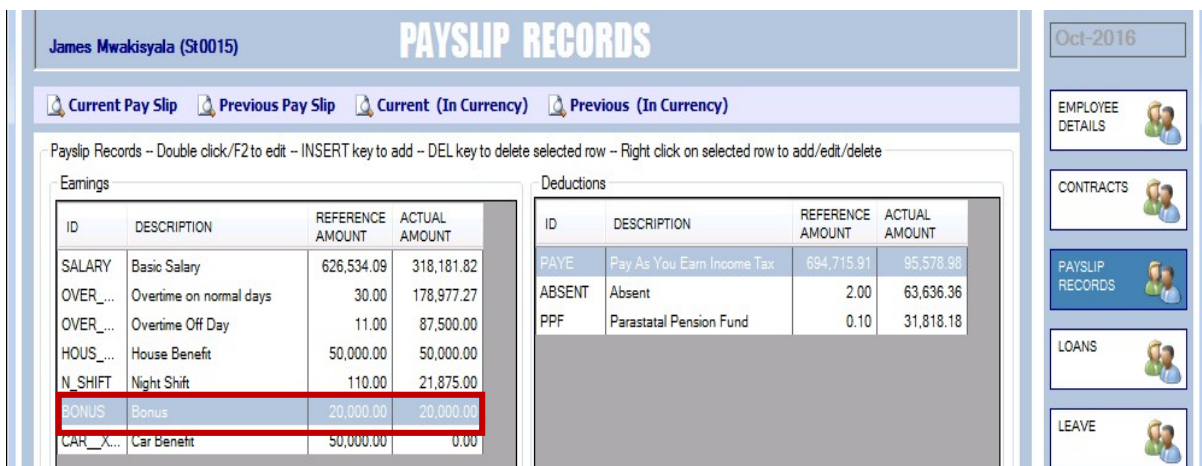 James Mwakisyala (St0015)
PAYSLIP RECORDS
Current Pay Slip Previous Pay Slip Current (In Currency) Previous (In Currency)
Payslip Records -- Double click/F2 to edit -- INSERT key to add -- DEL key to delete selected row -- Right click on selected row to add/edit/delete
Earnings
ID DESCRIPTION REFERENCE AMOUNT ACTUAL AMOUNT
SALARY Basic Salary 626,534.09 318,181.82
OVER_... Overtime on normal days 30.00 178,977.27
OVER_... Overtime Off Day 11.00 87,500.00
HOUS_... House Benefit 50,000.00 50,000.00
N_SHIFT Night Shift 110.00 21,875.00
BONUS Bonus 20,000.00 20,000.00
CAR__X... Car Benefit 50,000.00 0.00
Deductions
ID DESCRIPTION REFERENCE AMOUNT ACTUAL AMOUNT
PAYE Pay As You Earn Income Tax 694,715.91 95,578.98
ABSENT Absent 2.00 63,636.36
PPF Parastatal Pension Fund 0.10 31,818.18
Oct-2016
EMPLOYEE
DETAILS
CONTRACTS
PAYSLIP
RECORDS
LOANS
LEAVE